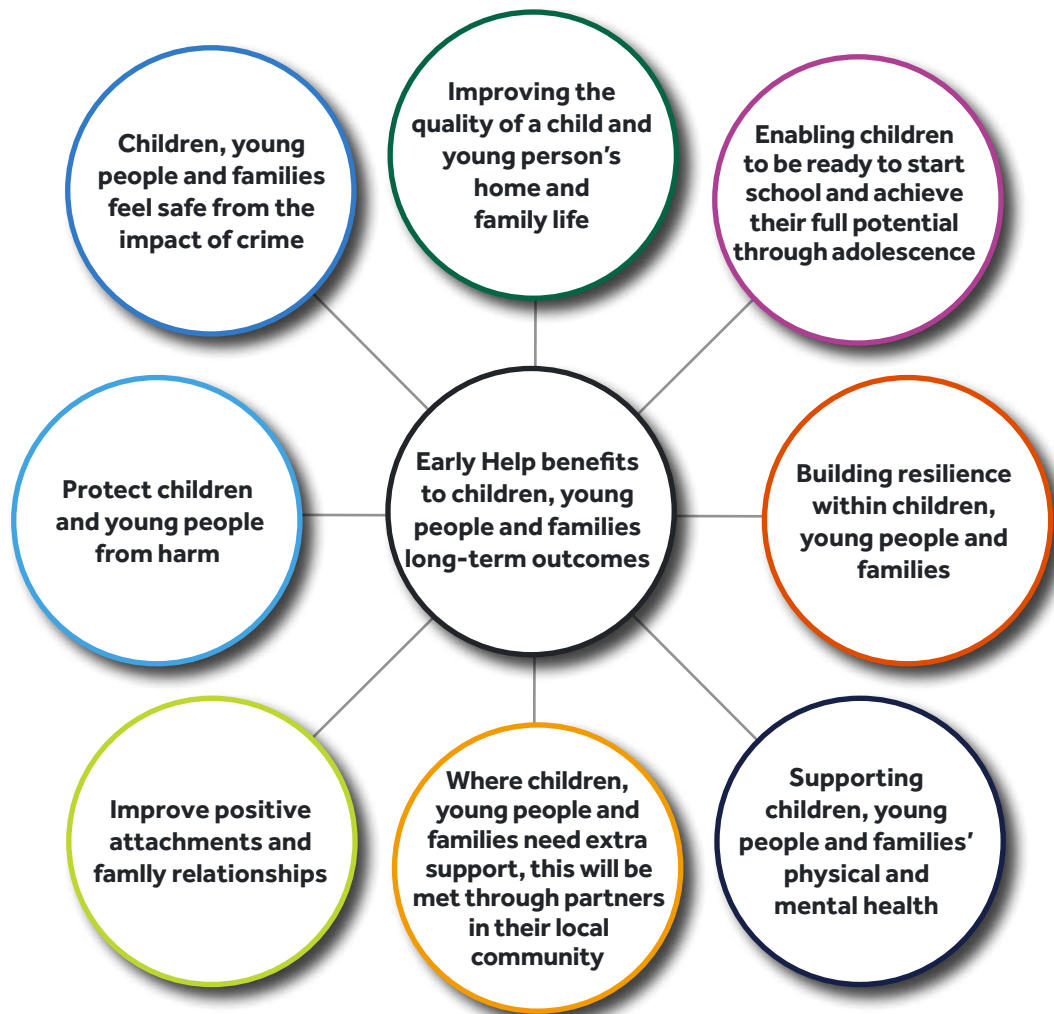 Improving the
quality of a child and
young person's
home and
family life
Children, young
people and families
feel safe from the
impact of crime
Enabling children
to be ready to start
school and achieve
their full potential
through adolescence
Early Help benefits
to children, young
people and families
long-term outcomes
Protect children
and young people
from harm
Building resilience
within children,
young people and
families
Improve positive
attachments and
famlly relationships
Where children,
young people and
families need extra
support, this will be
met through partners
in their local
community
Supporting
children, young
people and families’
physical and
mental health